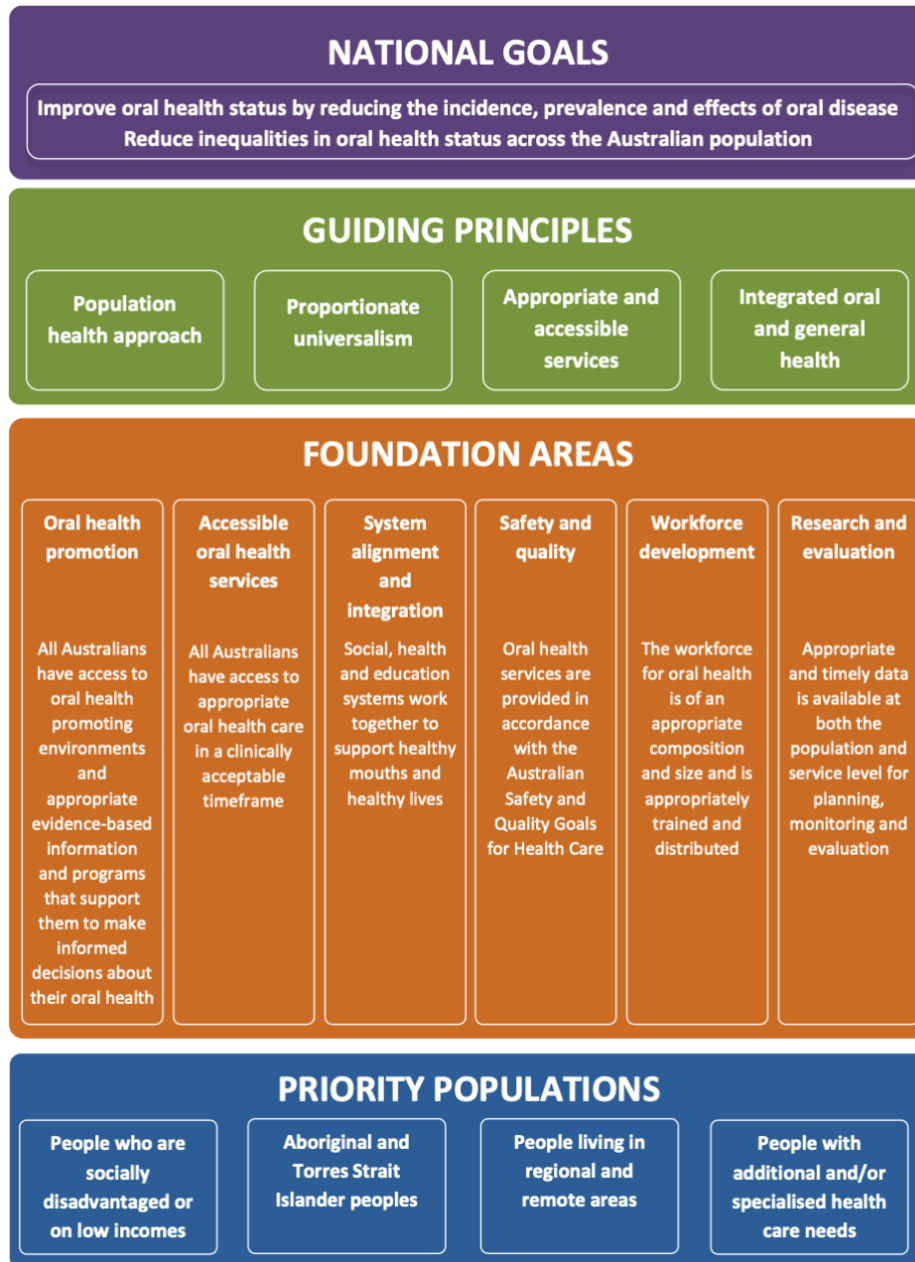 NATIONAL GOALS
Improve oral health status by reducing the incidence, prevalence and effects of oral disease
Reduce inequalities in oral health status across the Australian population
GUIDING PRINCIPLES
Population
health approach
Proportionate
universalism
Appropriate and
accessible
services
Integrated oral
and general
health
FOUNDATION AREAS
Oral health
promotion
All Australians
have access to
oral health
promoting
environments
and
appropriate
evidence-based
information
and programs
that support
them to make
informed
decisions about
their oral health
Accessible
oral health
services
All Australians
have access to
appropriate
oral health care
in a clinically
acceptable
timeframe
System
alignment
and
integration
Social, health
and education
systems work
together to
support healthy
mouths and
healthy lives
Safety and
quality
Oral health
services are
provided in
accordance
with the
Australian
Safety and
Quality Goals
for Health Care
Workforce
development
The workforce
for oral health
is of an
appropriate
composition
and size and is
appropriately
trained and
distributed
Research and
evaluation
Appropriate
and timely data
is available at
both the
population and
service level for
planning,
monitoring and
evaluation
PRIORITY POPULATIONS
People who are
socially
disadvantaged or
on low incomes
Aboriginal and
Torres Strait
Islander peoples
People living in
regional and
remote areas
People with
additional and/or
specialised health
care needs